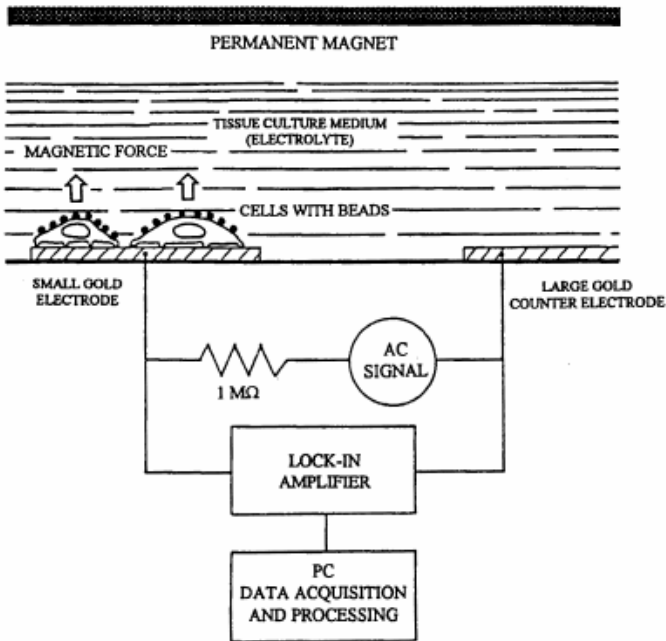 PERMANENT MAGNET
TISSUE CULTURE MEDIUM
(ELECTROLYTE)
MAGNETIC FORCE
CELLS WITH BEADS
SMALL GOLD
ELECTRODE
LARGE GOLD
COUNTER ELECTRODE
AC
SIGNAL
1 MΩ
LOCK-IN
AMPLIFIER
PC
DATA ACQUISITION
AND PROCESSING